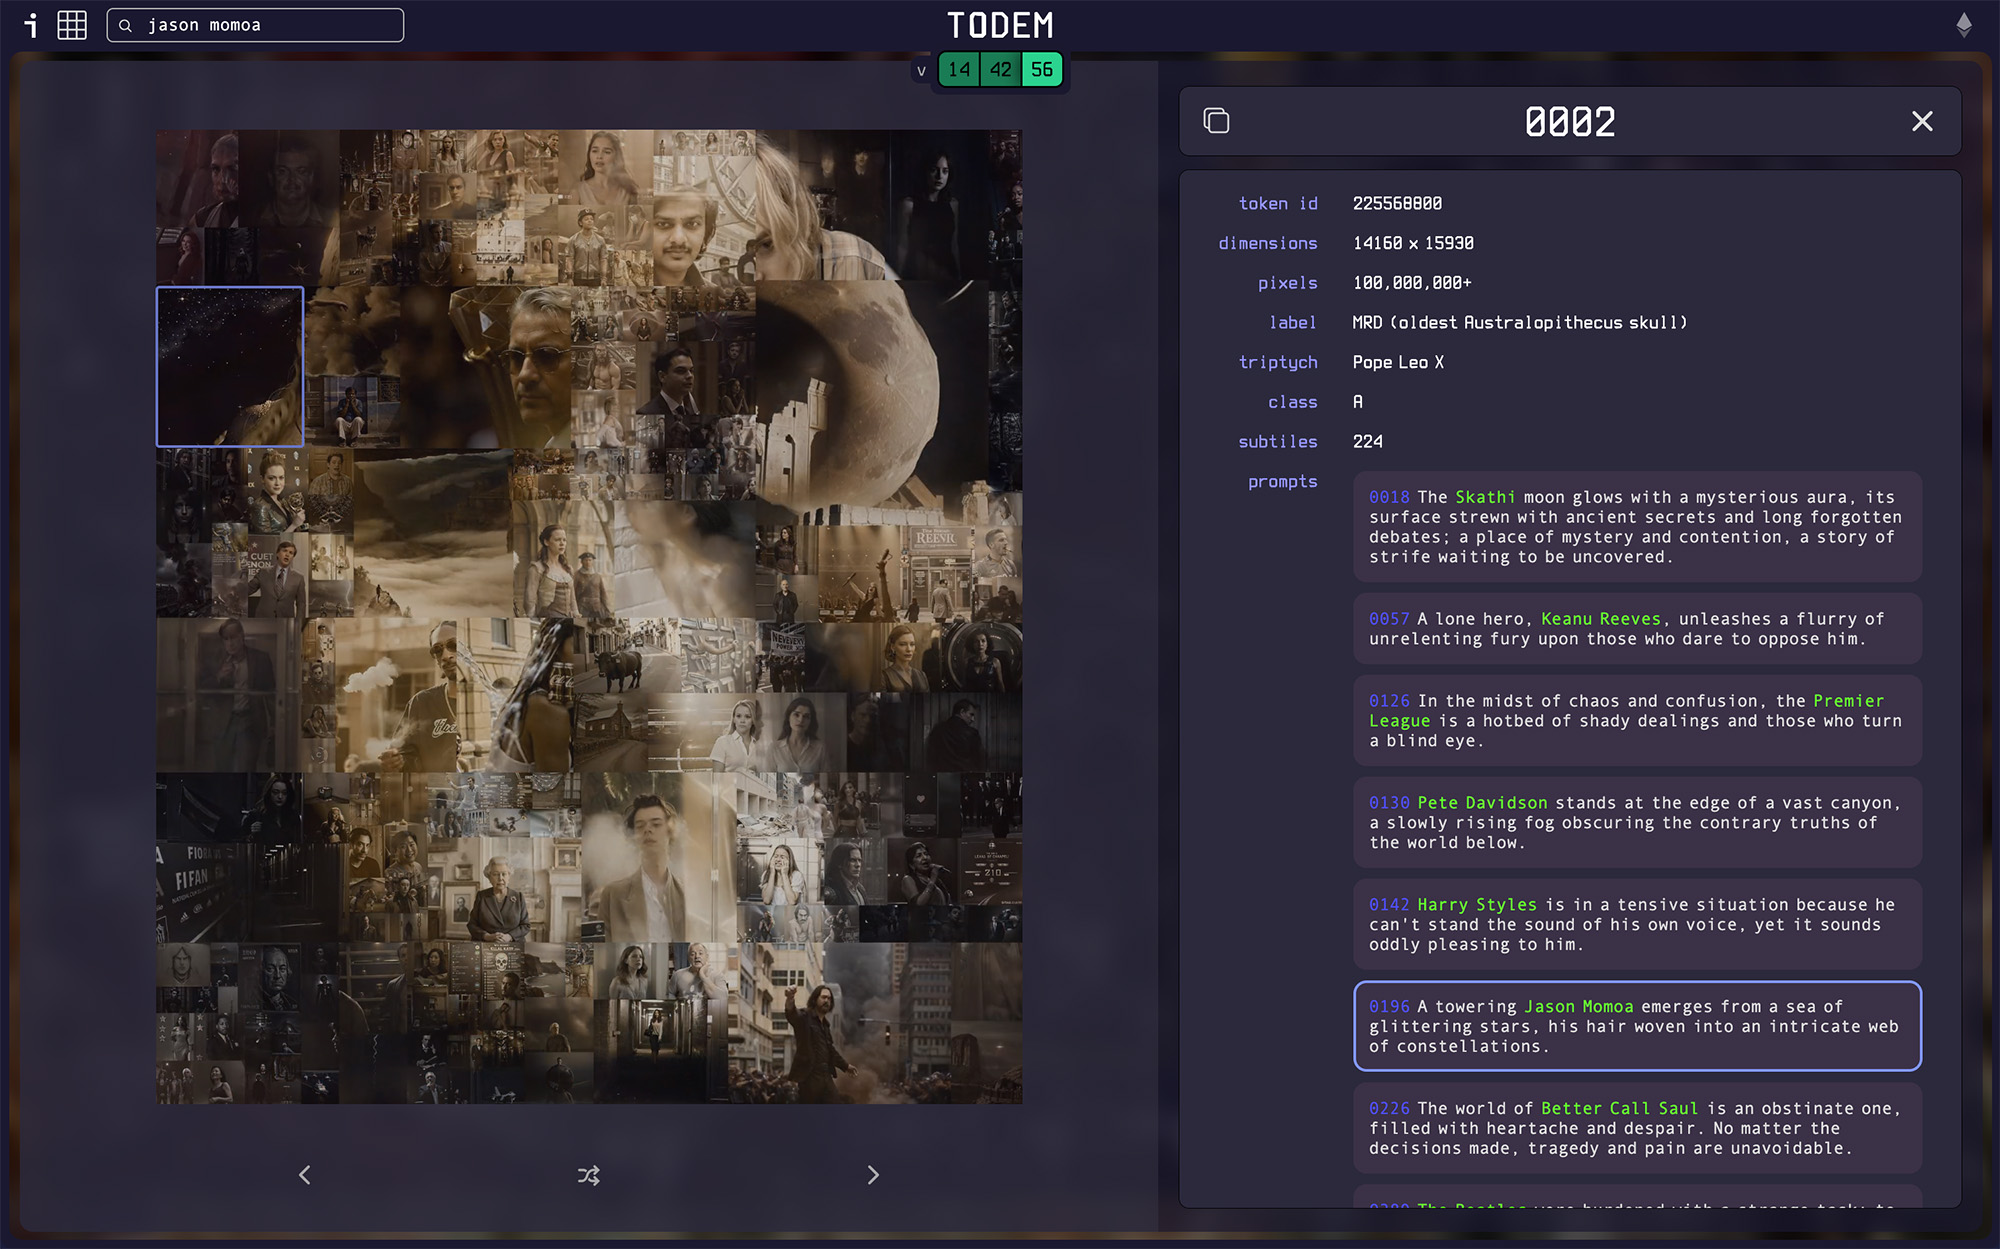 i
jason momoa
TODEM
v 14 42 56
0002
token id 225568800
dimensions 14160 x 15930
pixels 100,000,000+
label MRD (oldest Australopithecus skull)
triptych Pope Leo X
class A
subtiles 224
prompts
0018 The Skathi moon glows with a mysterious aura, its
surface strewn with ancient secrets and long forgotten
debates; a place of mystery and contention, a story of
strife waiting to be uncovered.
0057 A lone hero, Keanu Reeves, unleashes a flurry of
unrelenting fury upon those who dare to oppose him.
0126 In the midst of chaos and confusion, the Premier
League is a hotbed of shady dealings and those who turn
a blind eye.
0130 Pete Davidson stands at the edge of a vast canyon,
a slowly rising fog obscuring the contrary truths of
the world below.
0142 Harry Styles is in a tensive situation because he
can't stand the sound of his own voice, yet it sounds
oddly pleasing to him.
0196 A towering Jason Momoa emerges from a sea of
glittering stars, his hair woven into an intricate web
of constellations.
0226 The world of Better Call Saul is an obstinate one,
filled with heartache and despair. No matter the
decisions made, tragedy and pain are unavoidable.